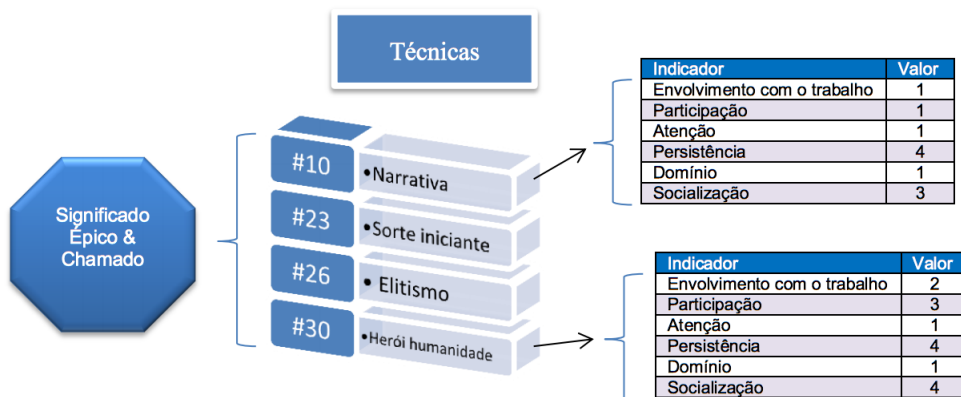 Técnicas
Significado
Épico &
Chamado
#10
•Narrativa
#23
•Sorte iniciante
#26
• Elitismo
#30
•Herói humanidade
Indicador Valor
Envolvimento com o trabalho 1
Participação 1
Atenção 1
Persistência 4
Domínio 1
Socialização 3
Indicador Valor
Envolvimento com o trabalho 2
Participação 3
Atenção 1
Persistência 4
Domínio 1
Socialização 4